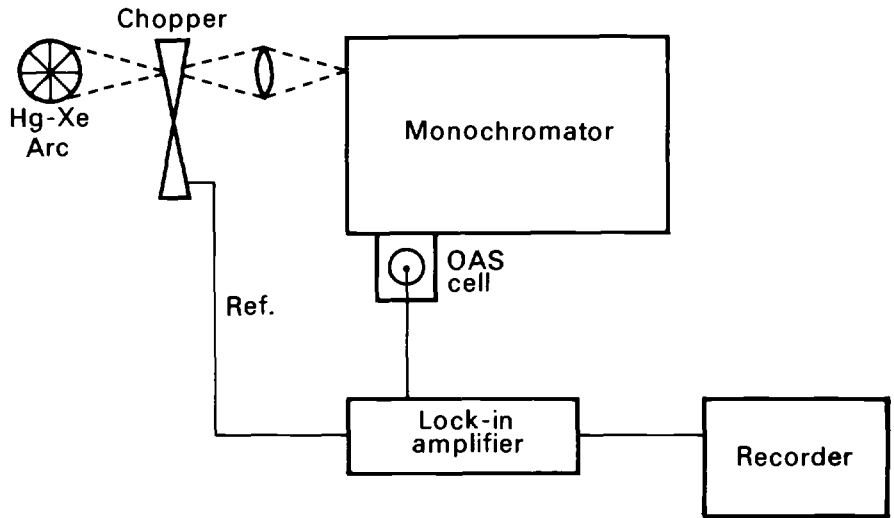 Chopper
Hg-Xe
Arc
Monochromator
OAS
cell
Ref.
Lock-in
amplifier
Recorder